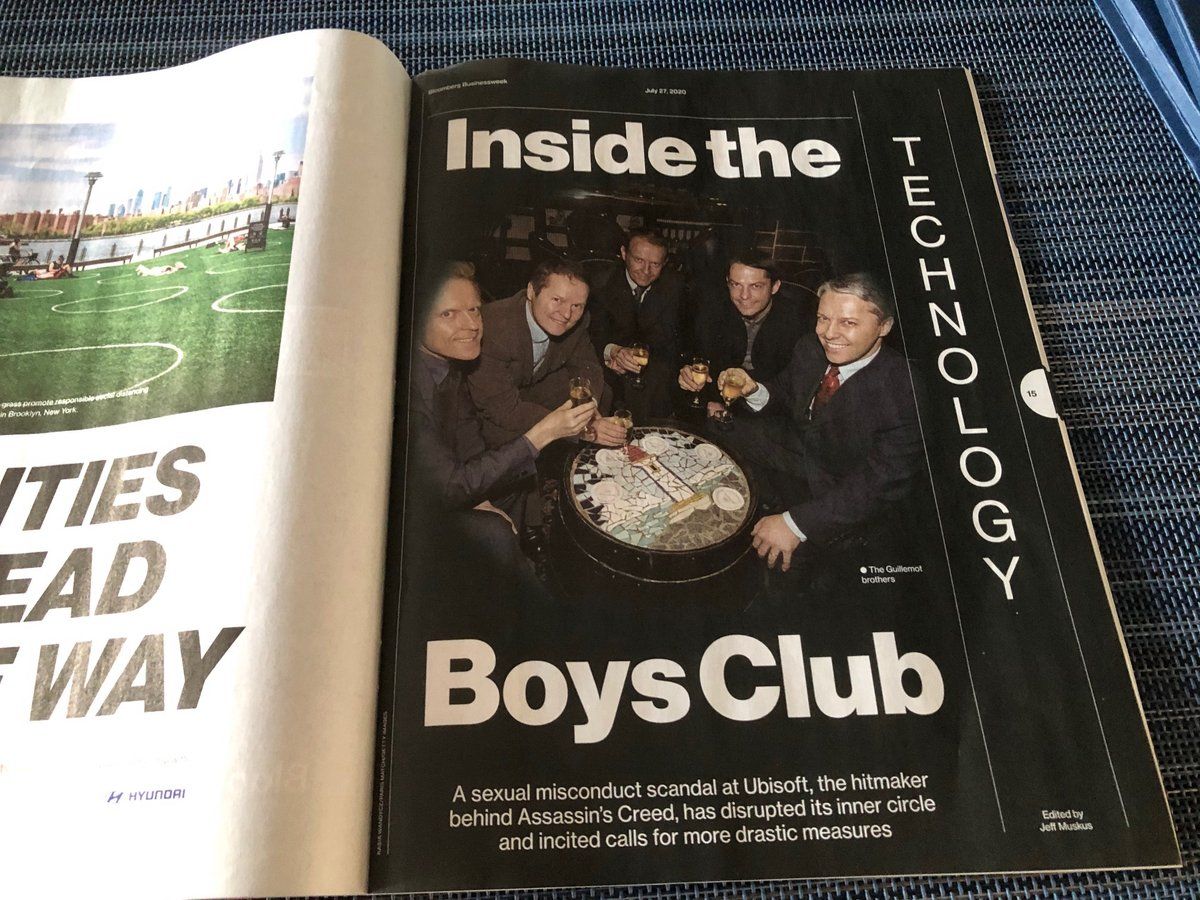 grass promote responsible social distancing
in Brooklyn, New York.
ITIES
EAD
WAY
HYUNDAI
Bloomberg Businessweek
July 27, 2020
Inside the
TECHNOLOGY
15
● The Guillemot
brothers
Boys Club
A sexual misconduct scandal at Ubisoft, the hitmaker
behind Assassin's Creed, has disrupted its inner circle
and incited calls for more drastic measures
Edited by
Jeff Muskus